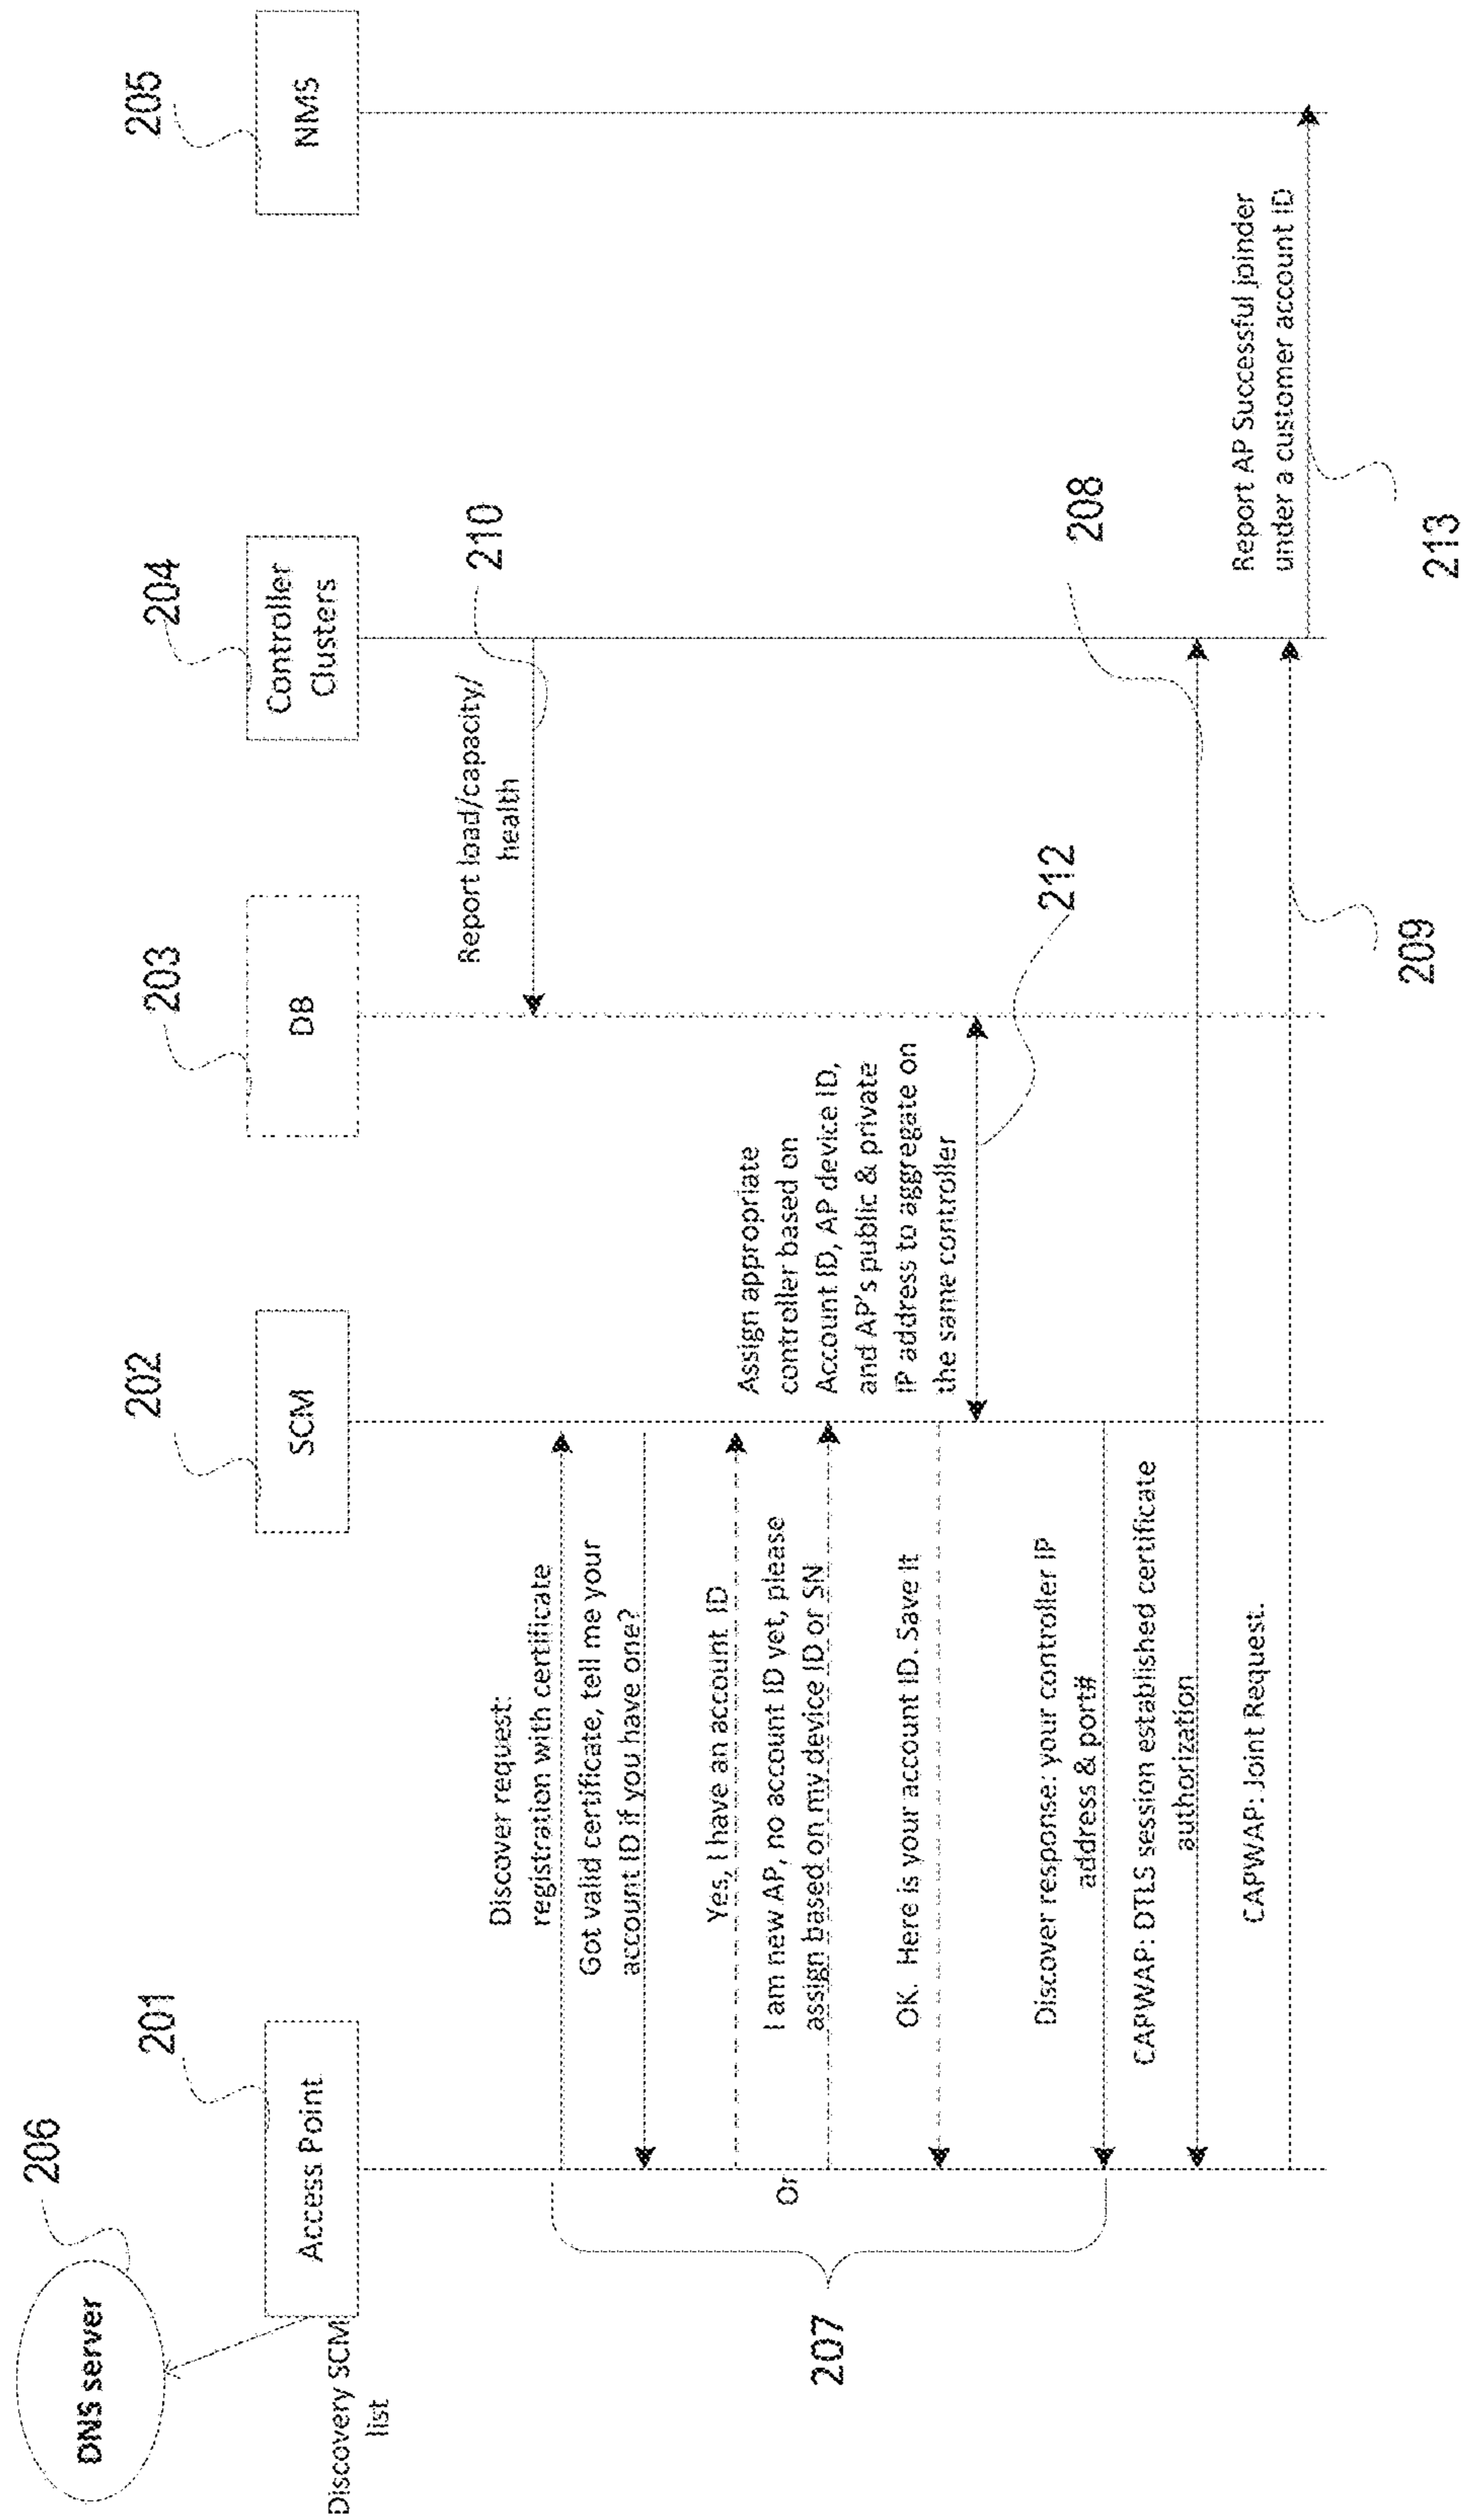 206
DNS server
Discovery SCM
list
201
Access Point
202
SCM
203
DB
204
Controller
Clusters
205
NMS
Report load/capacity/
health
210
Discover request:
registration with certificate
Got valid certificate, tell me your
account ID if you have one?
Yes, I have an account ID
Or
I am new AP, no account ID yet, please
assign based on my device ID or SN
OK. Here is your account ID. Save it
207
Assign appropriate
controller based on
Account ID, AP device ID,
and AP's public & private
IP address to aggregate on
the same controller
212
Discover response: your controller IP
address & port#
CAPWAP: DTLS session established certificate
authorization
208
CAPWAP: Joint Request.
209
Report AP Successful joinder
under a customer account ID
213